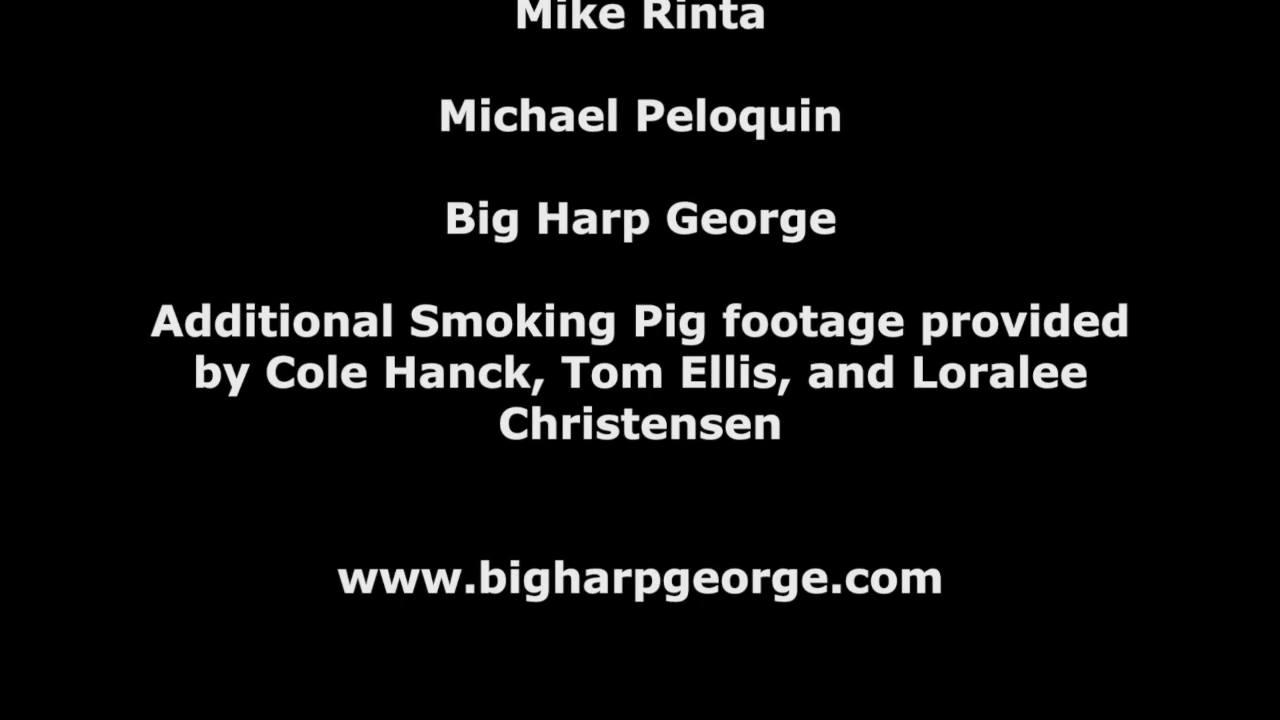 Mike Rinta
Michael Peloquin
Big Harp George
Additional Smoking Pig footage provided
by Cole Hanck, Tom Ellis, and Loralee
Christensen
www.bigharpgeorge.com